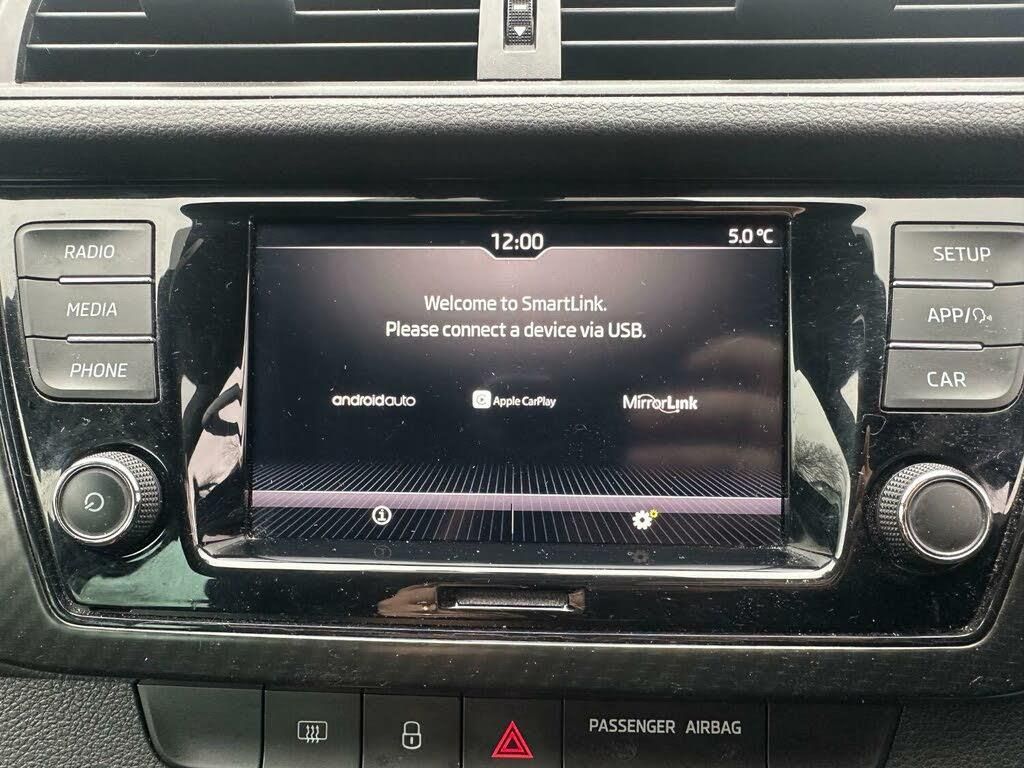 12:00
5.0 °C
RADIO
MEDIA
PHONE
SETUP
APP/
CAR
Welcome to SmartLink.
Please connect a device via USB.
androidauto
Apple CarPlay
MirrorLink
PASSENGER AIRBAG